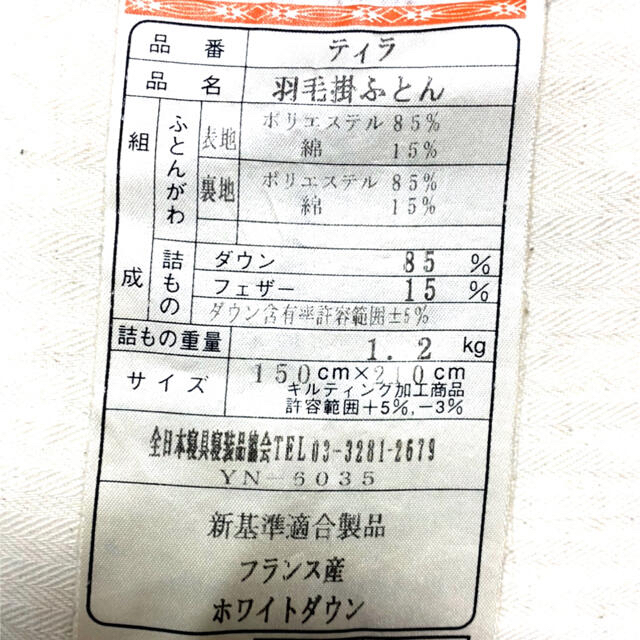 品番 ティラ
品名 羽毛掛ふとん
組成
ふとんがわ
表地 ポリエステル 85%
綿 15%
裏地 ポリエステル 85%
綿 15%
詰もの
ダウン 85 %
フェザー 15 %
ダウン含有率許容範囲±5%
詰もの重量 1.2 kg
サイズ 150cm×210cm
キルティング加工商品
許容範囲+5%,-3%
全日本寝具寝装品協会TEL03-3281-2679
YN-6035
新基準適合製品
フランス産
ホワイトダウン